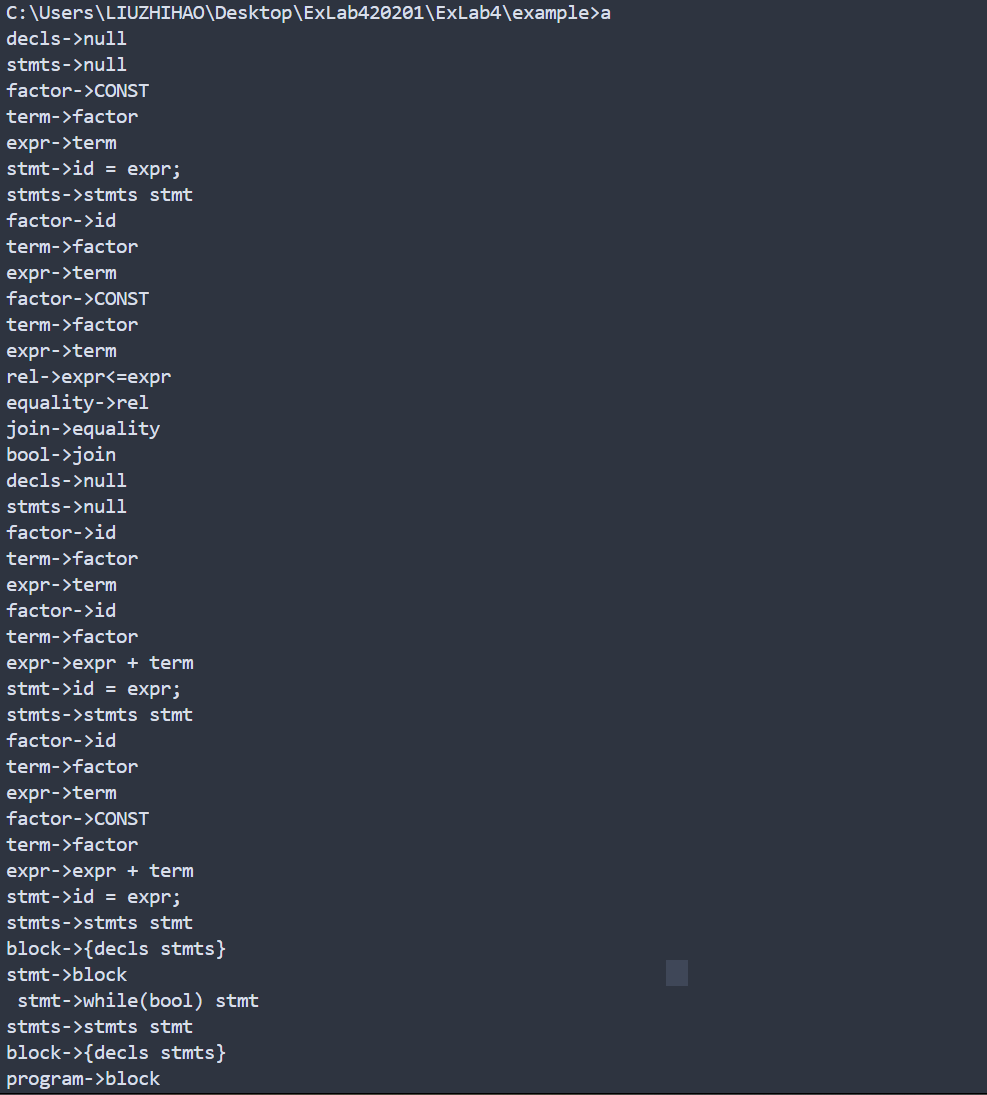 C:\Users\LIUZHIHAO\Desktop\ExLab420201\ExLab4\example>a
decls->null
stmts->null
factor->CONST
term->factor
expr->term
stmt->id = expr;
stmts->stmts stmt
factor->id
term->factor
expr->term
factor->CONST
term->factor
expr->term
rel->expr<=expr
equality->rel
join->equality
bool->join
decls->null
stmts->null
factor->id
term->factor
expr->term
factor->id
term->factor
expr->expr + term
stmt->id = expr;
stmts->stmts stmt
factor->id
term->factor
expr->term
factor->CONST
term->factor
expr->expr + term
stmt->id = expr;
stmts->stmts stmt
block->{decls stmts}
stmt->block
 stmt->while(bool) stmt
stmts->stmts stmt
block->{decls stmts}
program->block